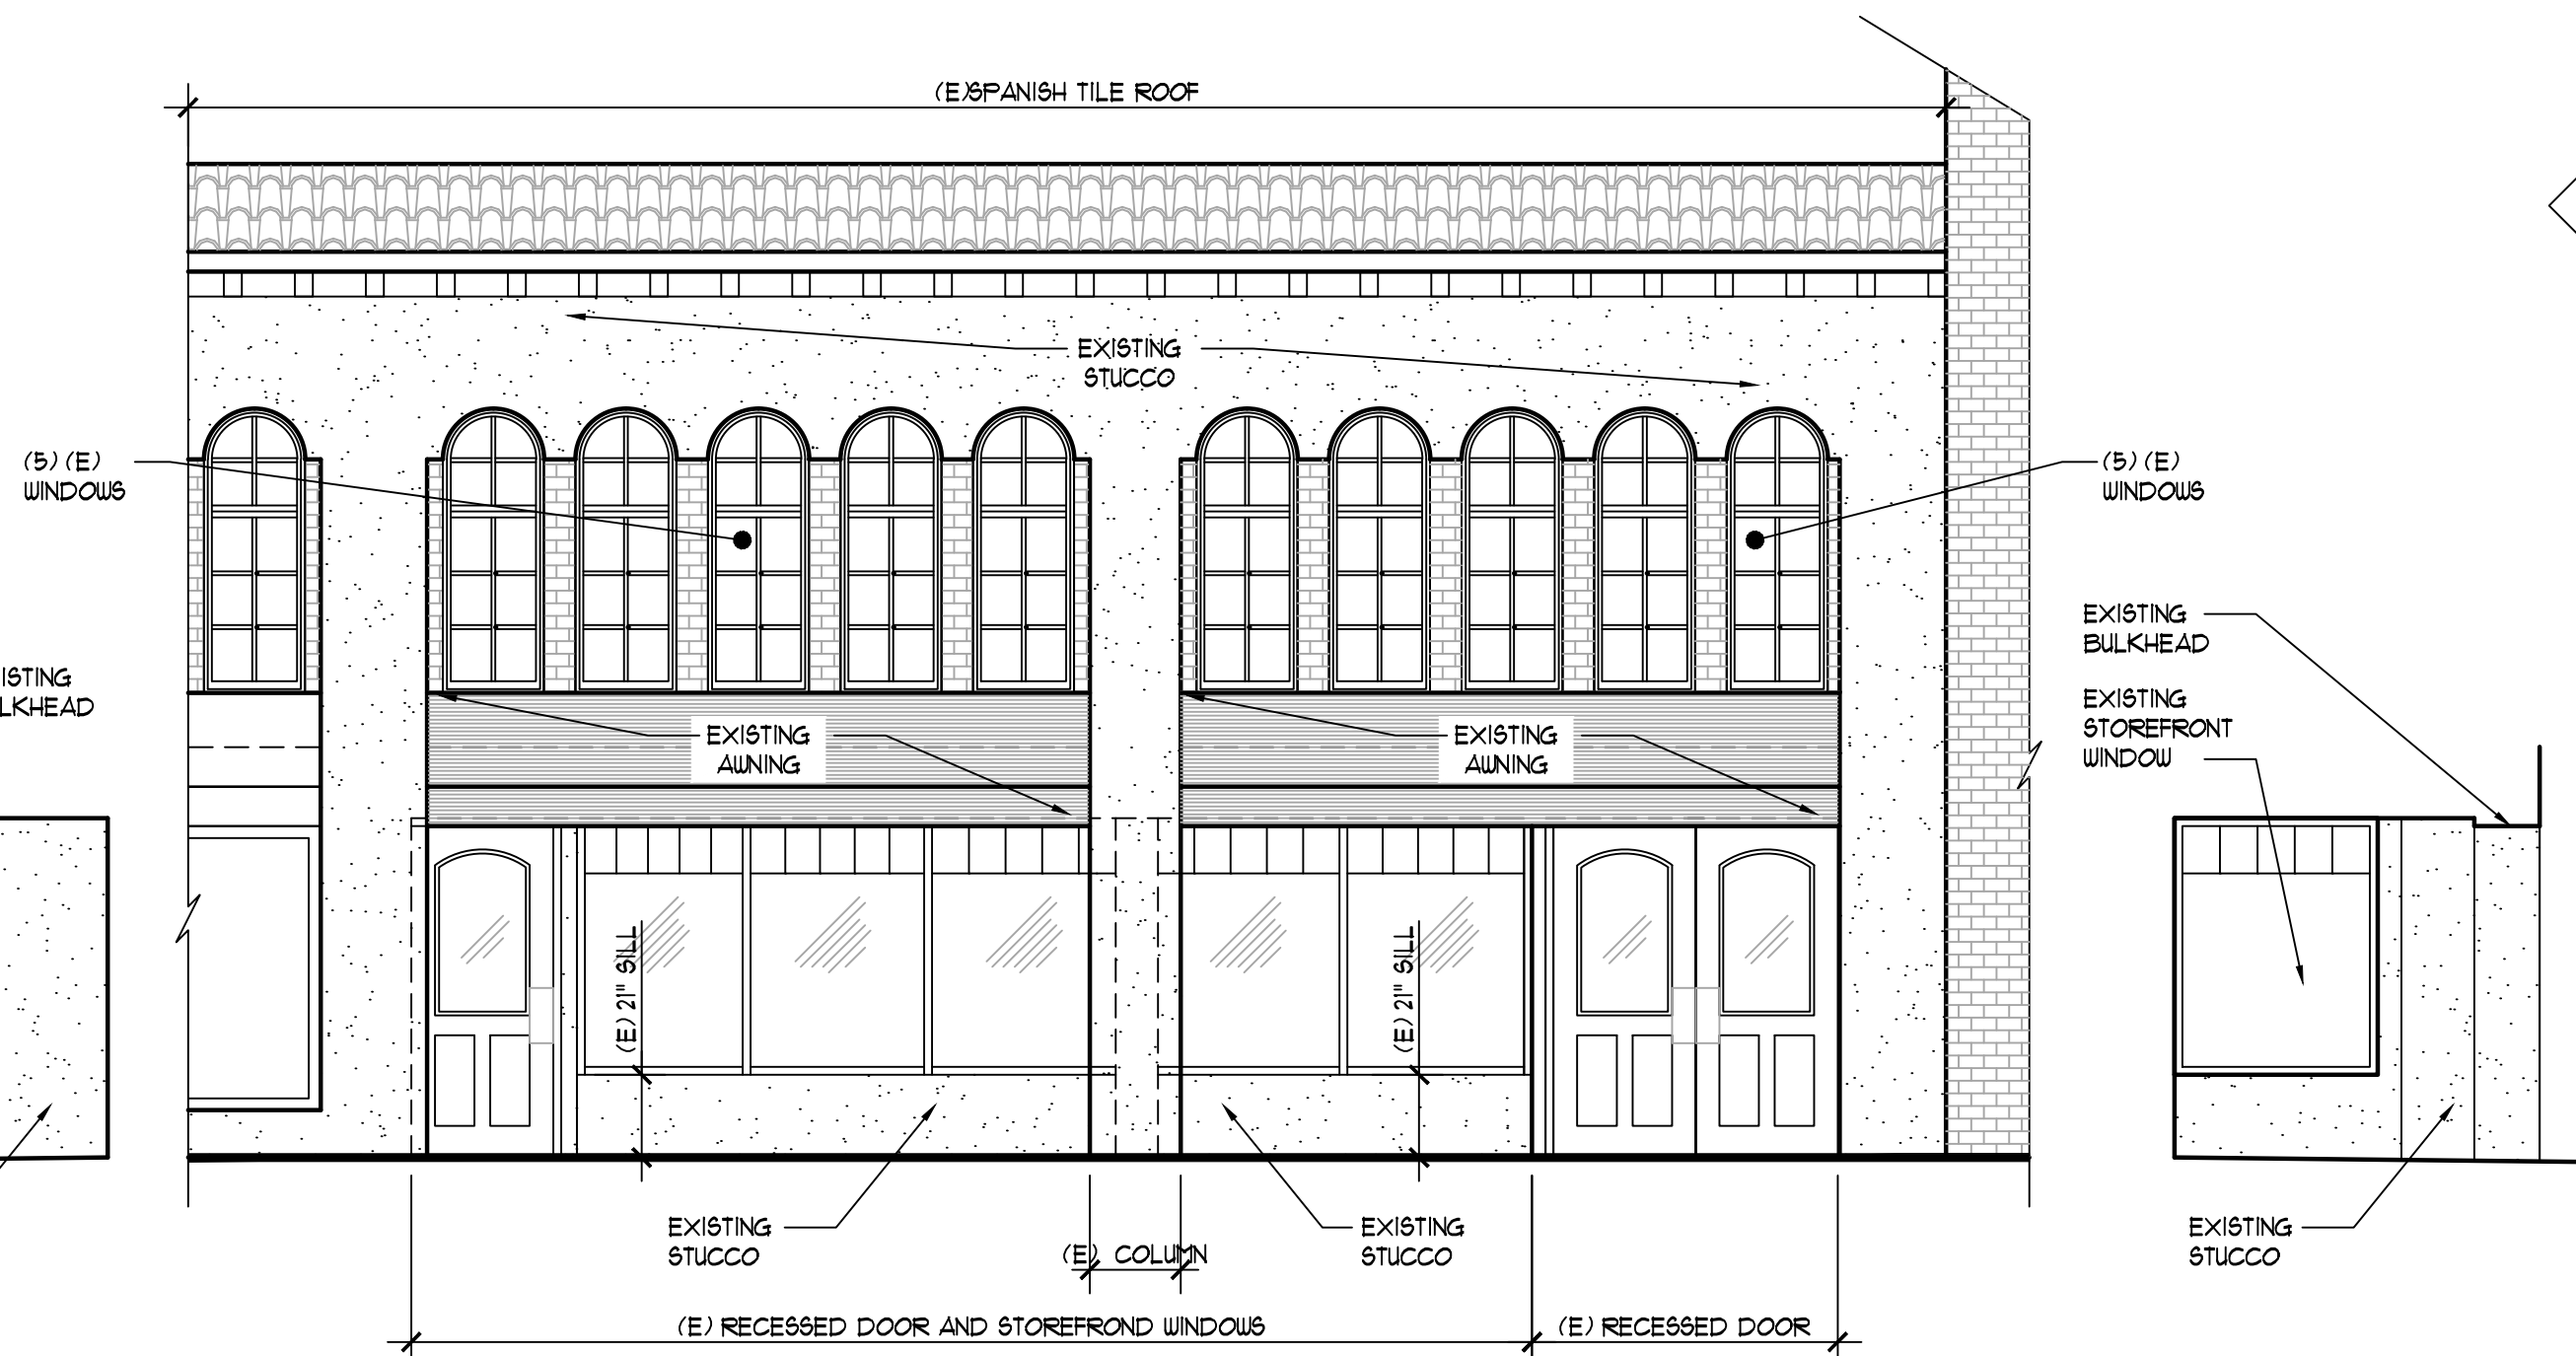 (E)SPANISH TILE ROOF
EXISTING
STUCCO
(5) (E)
WINDOWS
(5) (E)
WINDOWS
EXISTING
BULKHEAD
ISTING
LKHEAD
EXISTING
STOREFRONT
WINDOW
EXISTING
AWNING
EXISTING
AWNING
(E) 21" SILL
(E) 21" SILL
EXISTING
STUCCO
EXISTING
STUCCO
EXISTING
STUCCO
(E) COLUMN
(E) RECESSED DOOR AND STOREFROND WINDOWS
(E) RECESSED DOOR